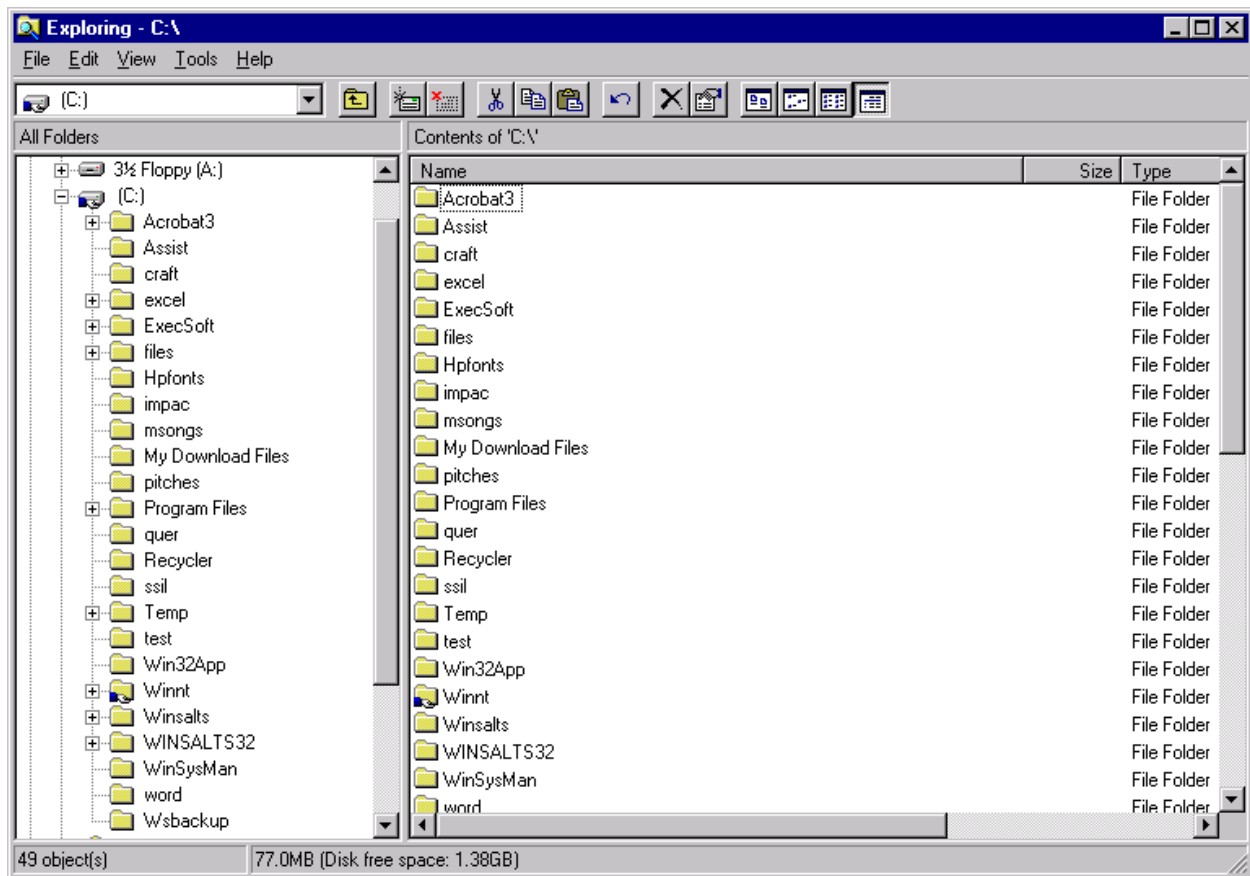 Exploring - C:\
File Edit View Tools Help
(C:)
All Folders
Contents of 'C:\'
3½ Floppy (A:)
(C:)
Acrobat3
Assist
craft
excel
ExecSoft
files
Hpfonts
impac
msongs
My Download Files
pitches
Program Files
quer
Recycler
ssil
Temp
test
Win32App
Winnt
Winsalts
WINSALTS32
WinSysMan
word
Wsbackup
Name Size Type
Acrobat3 File Folder
Assist File Folder
craft File Folder
excel File Folder
ExecSoft File Folder
files File Folder
Hpfonts File Folder
impac File Folder
msongs File Folder
My Download Files File Folder
pitches File Folder
Program Files File Folder
quer File Folder
Recycler File Folder
ssil File Folder
Temp File Folder
test File Folder
Win32App File Folder
Winnt File Folder
Winsalts File Folder
WINSALTS32 File Folder
WinSysMan File Folder
word File Folder
49 object(s) 77.0MB (Disk free space: 1.38GB)